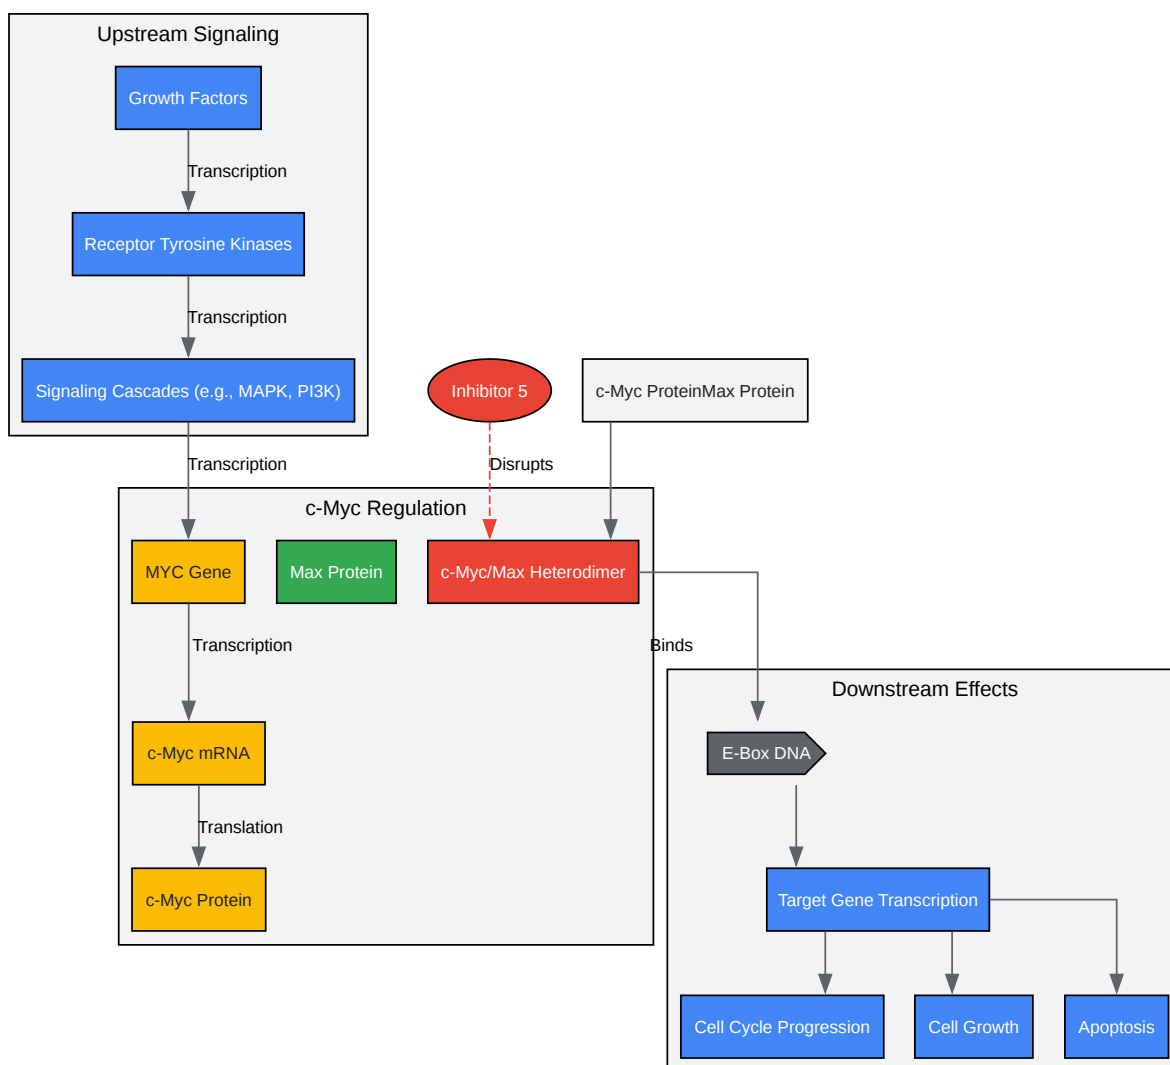 Upstream Signaling
Growth Factors
Transcription
Receptor Tyrosine Kinases
Transcription
Signaling Cascades (e.g., MAPK, PI3K)
Inhibitor 5
c-Myc ProteinMax Protein
Transcription
Disrupts
c-Myc Regulation
MYC Gene
Max Protein
c-Myc/Max Heterodimer
Transcription
Binds
Downstream Effects
c-Myc mRNA
E-Box DNA
Translation
c-Myc Protein
Target Gene Transcription
Cell Cycle Progression
Cell Growth
Apoptosis